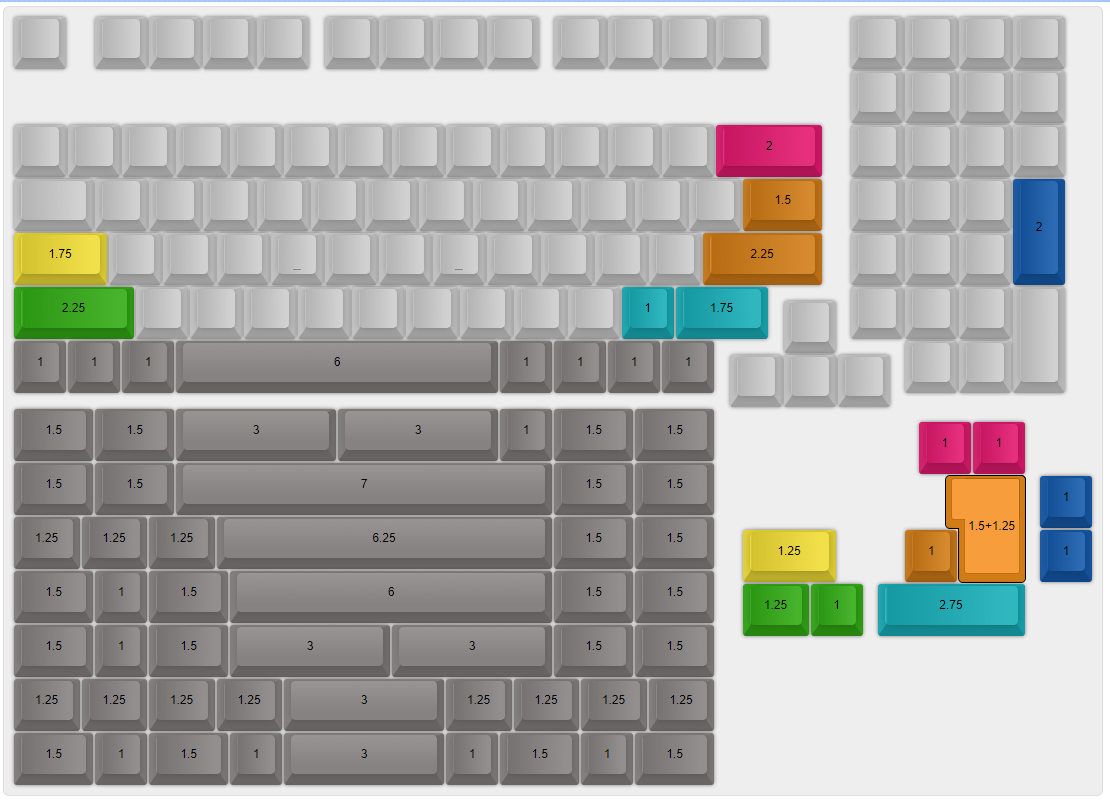 2
1.5
2
1.75 _ _ 2.25
2.25 1 1.75
1 1 1 6 1 1 1 1
1.5 1.5 3 3 1 1.5 1.5
1 1
1.5 1.5 7 1.5 1.5
1
1.5+1.25
1.25 1.25 1.25 6.25 1.5 1.5
1.25 1 1
1.5 1 1.5 6 1.5 1.5
1.25 1 2.75
1.5 1 1.5 3 3 1.5 1.5
1.25 1.25 1.25 1.25 3 1.25 1.25 1.25 1.25
1.5 1 1.5 1 3 1 1.5 1 1.5